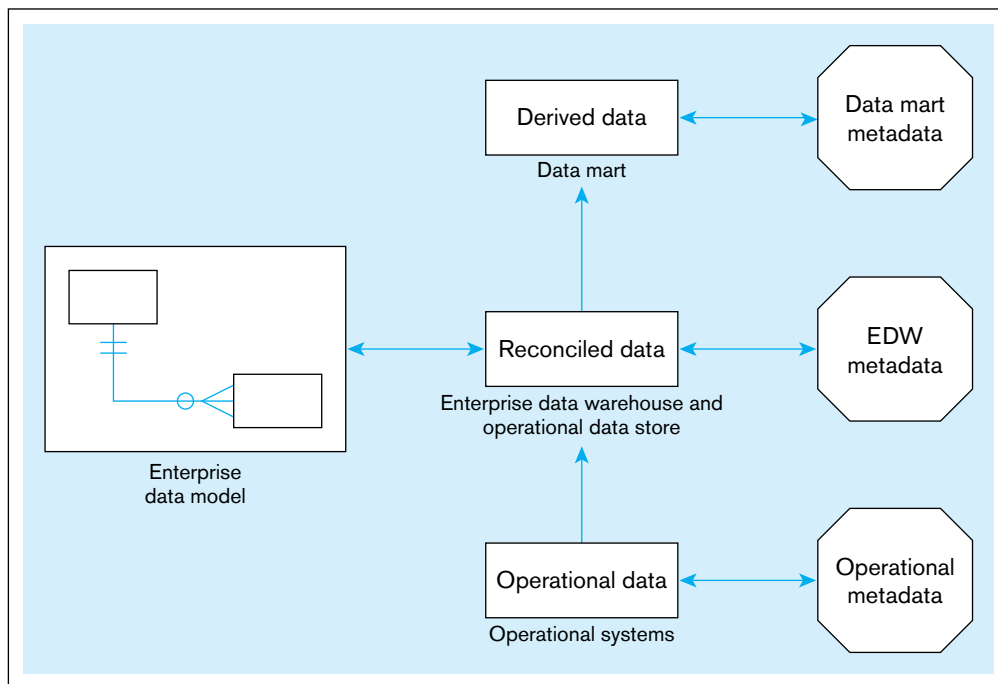 Derived data
Data mart
Data mart
metadata
Reconciled data
Enterprise data warehouse and
operational data store
EDW
metadata
Enterprise
data model
Operational data
Operational systems
Operational
metadata